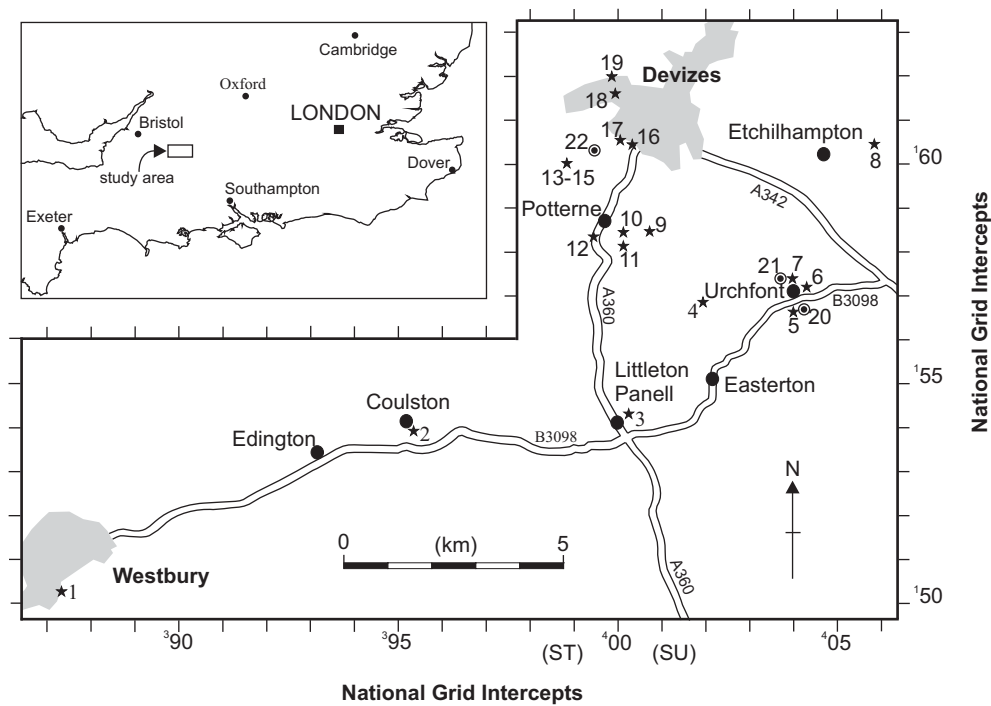 Cambridge
Oxford
LONDON
Bristol
study area
Dover
Southampton
Exeter
19
Devizes
18
17
16
22
Etchilhampton
8
13-15
A342
Potterne
10
9
12
11
21
7
6
Urchfont
B3098
4
5
20
A360
Littleton
Panell
3
Easterton
Coulston
2
Edington
B3098
N
0
(km)
5
Westbury
1
A360
¹60
¹55
¹50
National Grid Intercepts
³90
³95
⁴00
⁴05
(ST)
(SU)
National Grid Intercepts